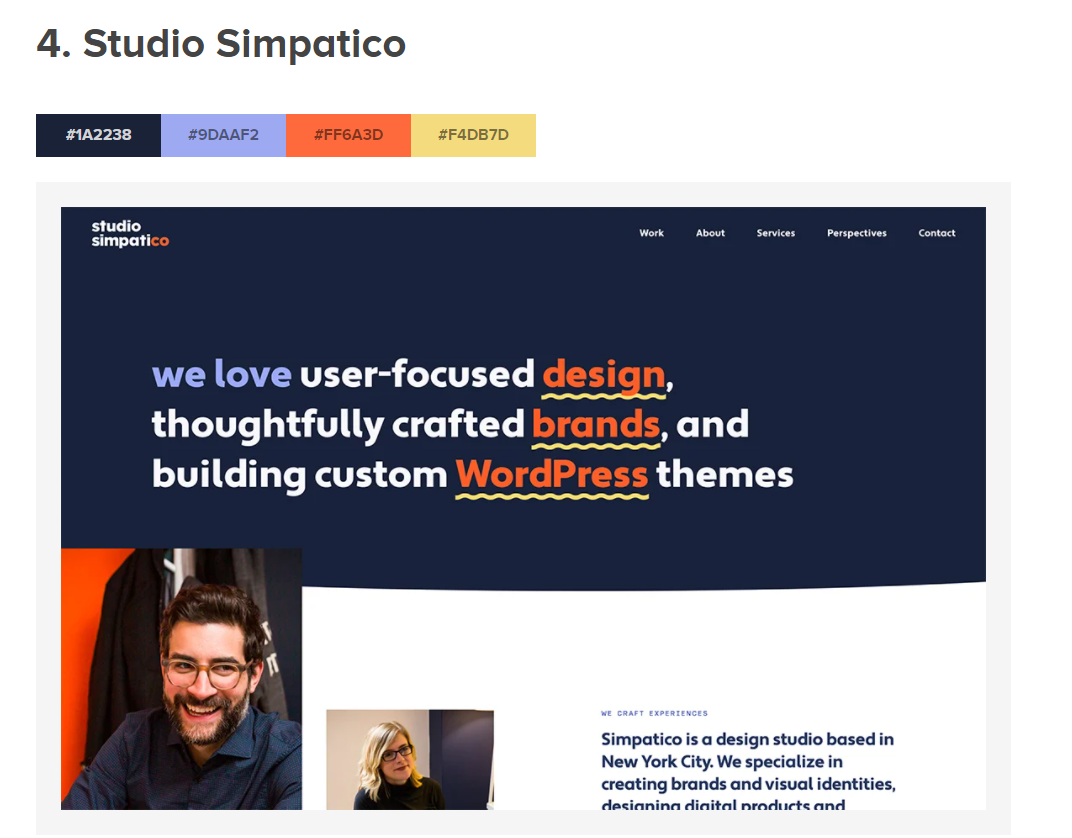 4. Studio Simpatico
#1A2238 #9DAAF2 #FF6A3D #F4DB7D
studio
simpatico
Work About Services Perspectives Contact
we love user-focused design,
thoughtfully crafted brands, and
building custom WordPress themes
WE CRAFT EXPERIENCES
Simpatico is a design studio based in
New York City. We specialize in
creating brands and visual identities,
designing digital products and